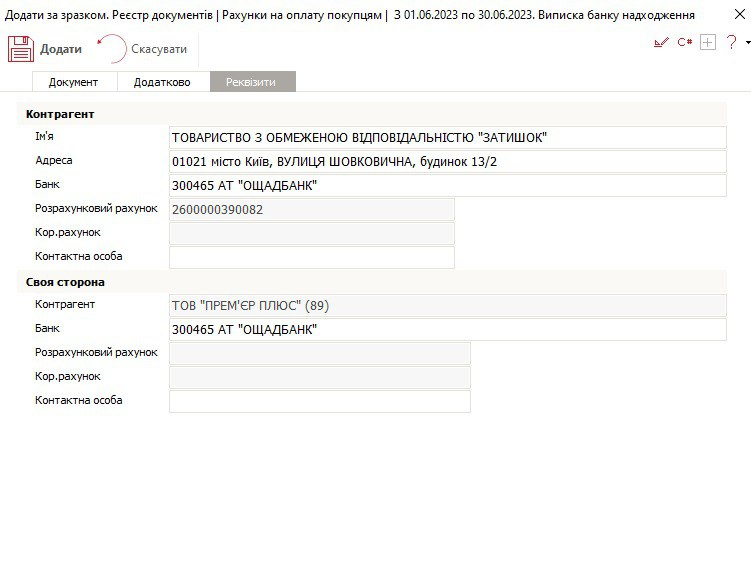 Додати за зразком. Реєстр документів | Рахунки на оплату покупцям | З 01.06.2023 по 30.06.2023. Виписка банку надходження
Додати Скасувати C# ?
Документ Додатково Реквізити
Контрагент
Ім'я ТОВАРИСТВО З ОБМЕЖЕНОЮ ВІДПОВІДАЛЬНІСТЮ "ЗАТИШОК"
Адреса 01021 місто Київ, ВУЛИЦЯ ШОВКОВИЧНА, будинок 13/2
Банк 300465 АТ "ОЩАДБАНК"
Розрахунковий рахунок 2600000390082
Кор.рахунок
Контактна особа
Своя сторона
Контрагент ТОВ "ПРЕМ'ЄР ПЛЮС" (89)
Банк 300465 АТ "ОЩАДБАНК"
Розрахунковий рахунок
Кор.рахунок
Контактна особа